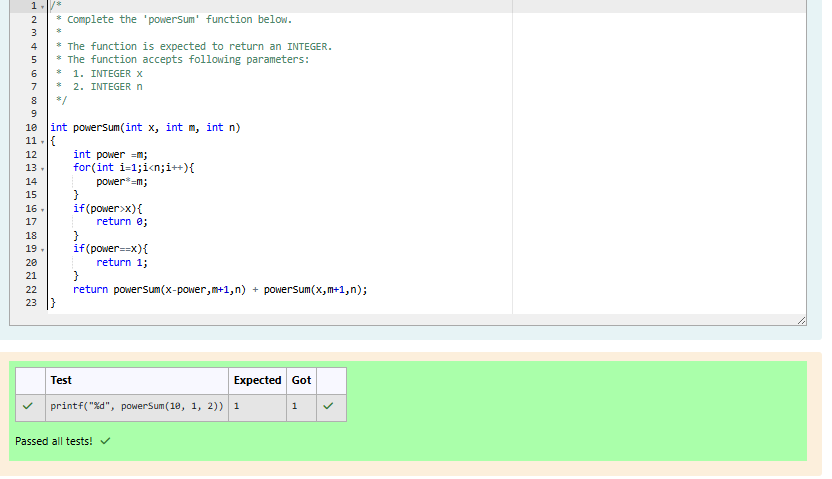 1 /*
2  * Complete the 'powerSum' function below.
3  *
4  * The function is expected to return an INTEGER.
5  * The function accepts following parameters:
6  *  1. INTEGER x
7  *  2. INTEGER n
8  */
9
10 int powerSum(int x, int m, int n)
11 {
12     int power =m;
13     for(int i=1;i<n;i++){
14         power*=m;
15     }
16     if(power>x){
17         return 0;
18     }
19     if(power==x){
20         return 1;
21     }
22     return powerSum(x-power,m+1,n) + powerSum(x,m+1,n);
23 }
Test Expected Got
✓ printf("%d", powerSum(10, 1, 2)) 1 1 ✓
Passed all tests! ✓